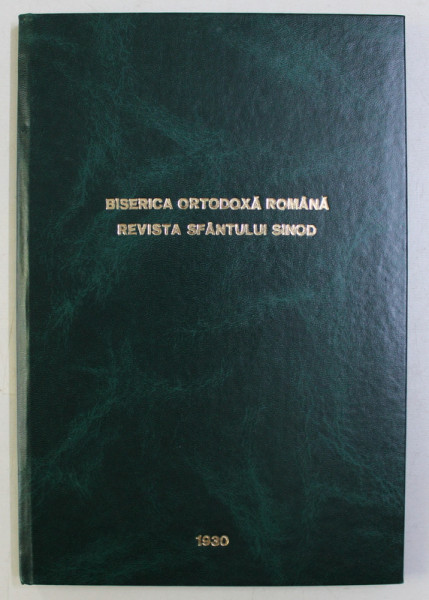 BISERICA ORTODOXĂ ROMÂNĂ
REVISTA SFÂNTULUI SINOD
1930